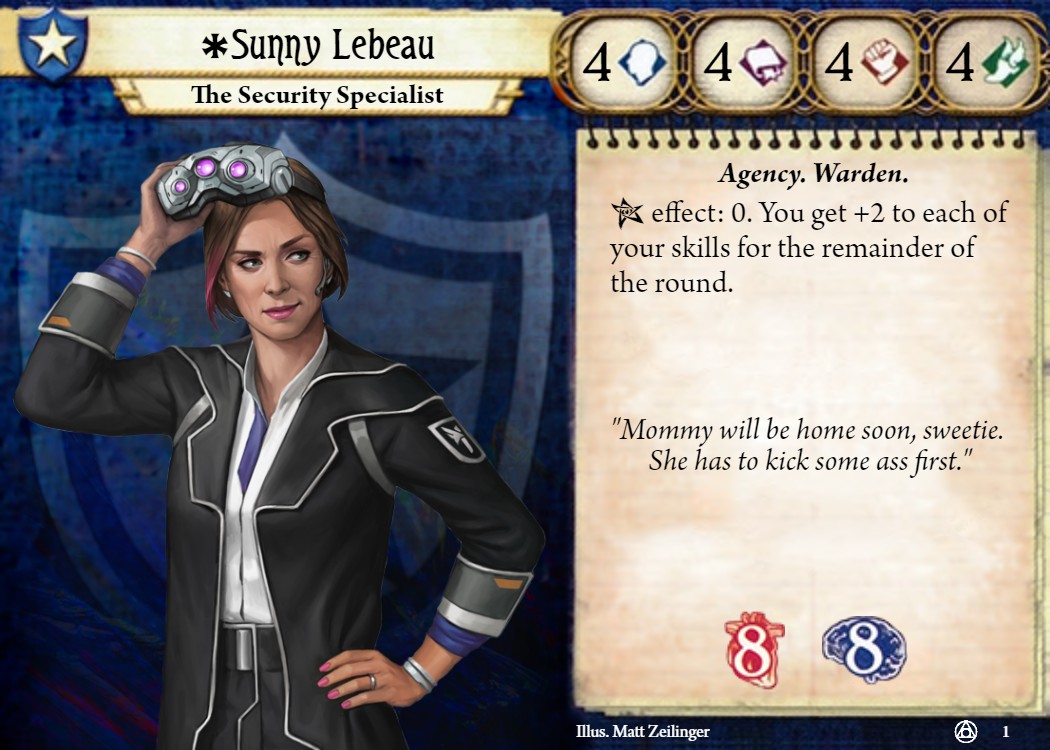 *Sunny Lebeau
The Security Specialist
4 4 4 4
Agency. Warden.
effect: 0. You get +2 to each of
your skills for the remainder of
the round.
"Mommy will be home soon, sweetie.
She has to kick some ass first."
8 8
Illus. Matt Zeilinger
1